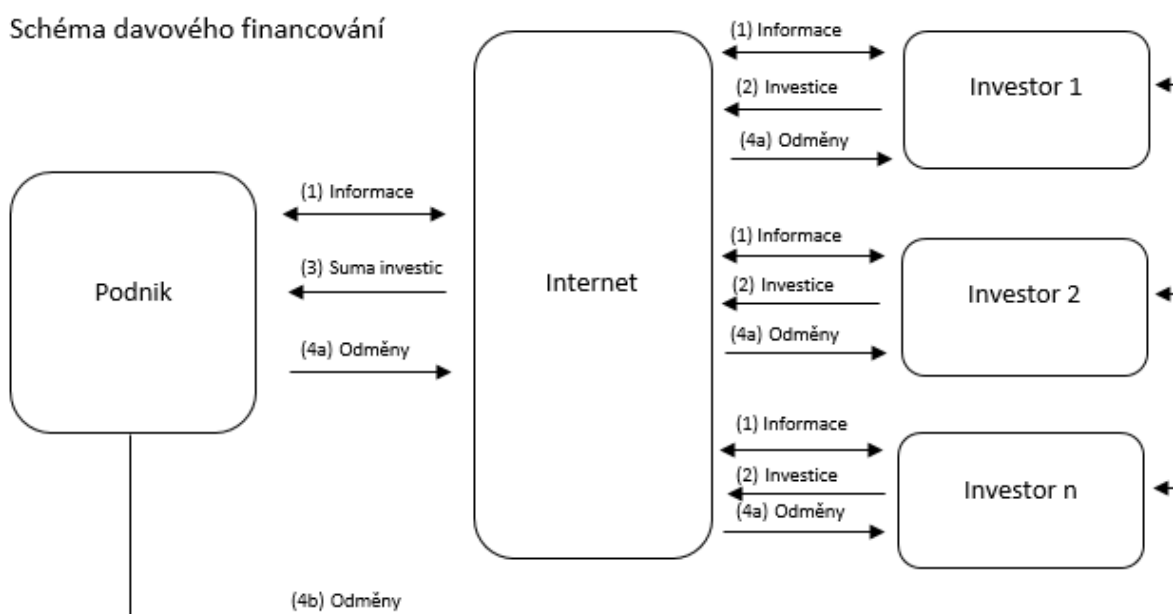 Schéma davového financování
Podnik
(1) Informace
(3) Suma investic
(4a) Odměny
Internet
(1) Informace
(2) Investice
(4a) Odměny
Investor 1
(1) Informace
(2) Investice
(4a) Odměny
Investor 2
(1) Informace
(2) Investice
(4a) Odměny
Investor n
(4b) Odměny